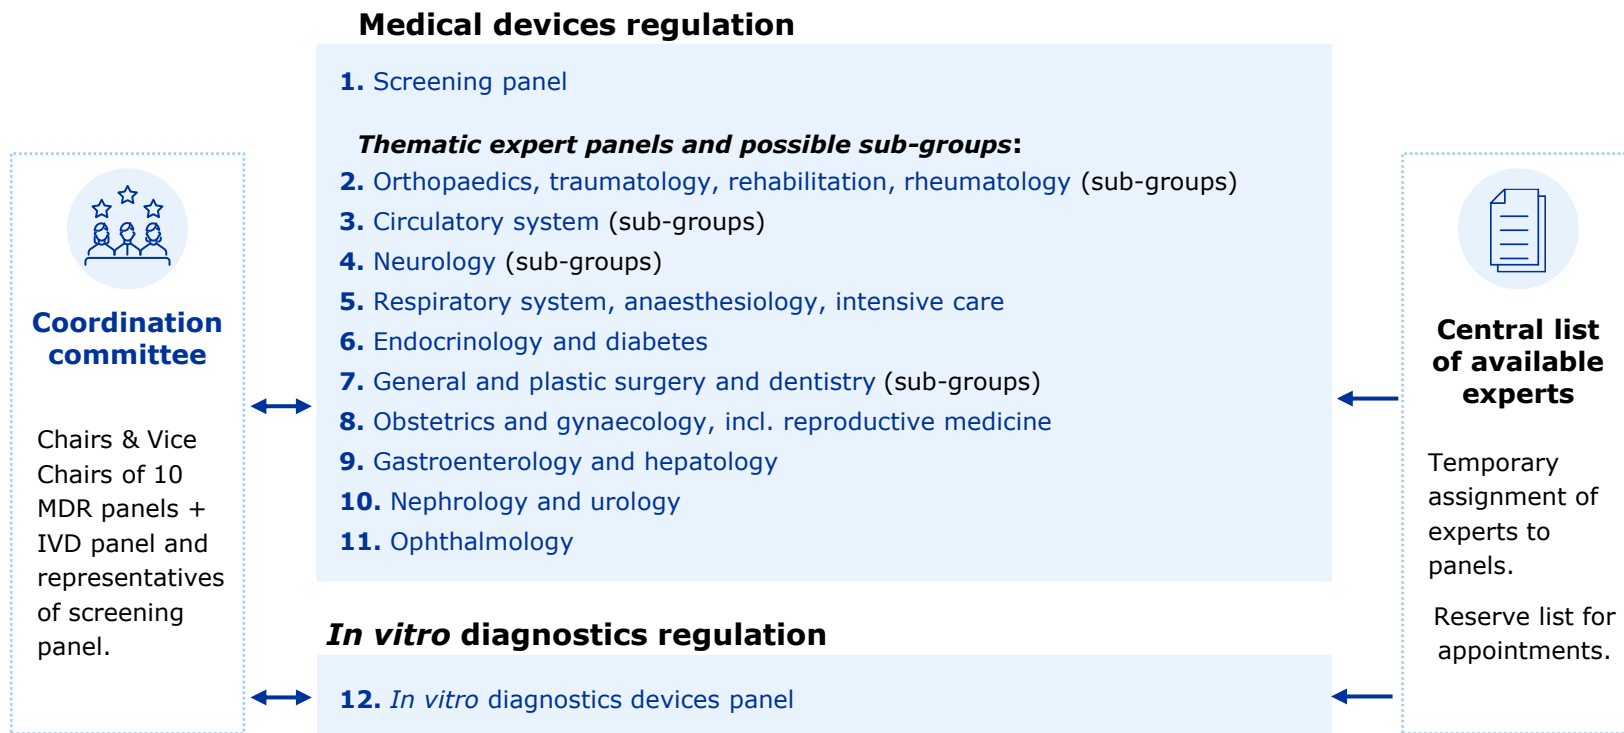 Medical devices regulation
1. Screening panel
Thematic expert panels and possible sub-groups:
2. Orthopaedics, traumatology, rehabilitation, rheumatology (sub-groups)
3. Circulatory system (sub-groups)
4. Neurology (sub-groups)
5. Respiratory system, anaesthesiology, intensive care
6. Endocrinology and diabetes
7. General and plastic surgery and dentistry (sub-groups)
8. Obstetrics and gynaecology, incl. reproductive medicine
9. Gastroenterology and hepatology
10. Nephrology and urology
11. Ophthalmology
In vitro diagnostics regulation
12. In vitro diagnostics devices panel
Coordination
committee
Chairs & Vice
Chairs of 10
MDR panels +
IVD panel and
representatives
of screening
panel.
Central list
of available
experts
Temporary
assignment of
experts to
panels.
Reserve list for
appointments.